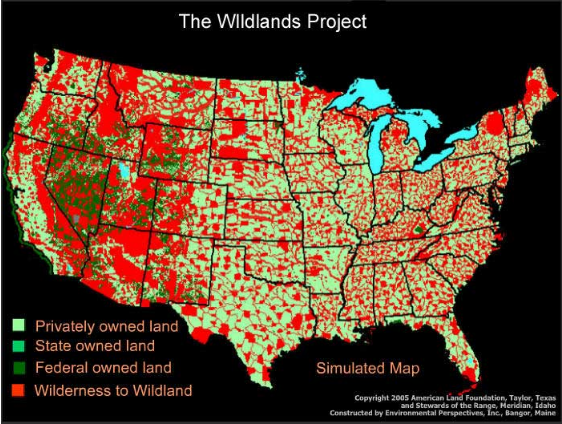 The WIldlands Project
Privately owned land
State owned land
Federal owned land
Wilderness to Wildland
Simulated Map
Copyright 2005 American Land Foundation, Taylor, Texas
and Stewards of the Range, Meridian, Idaho
Constructed by Environmental Perspectives, Inc., Bangor, Maine